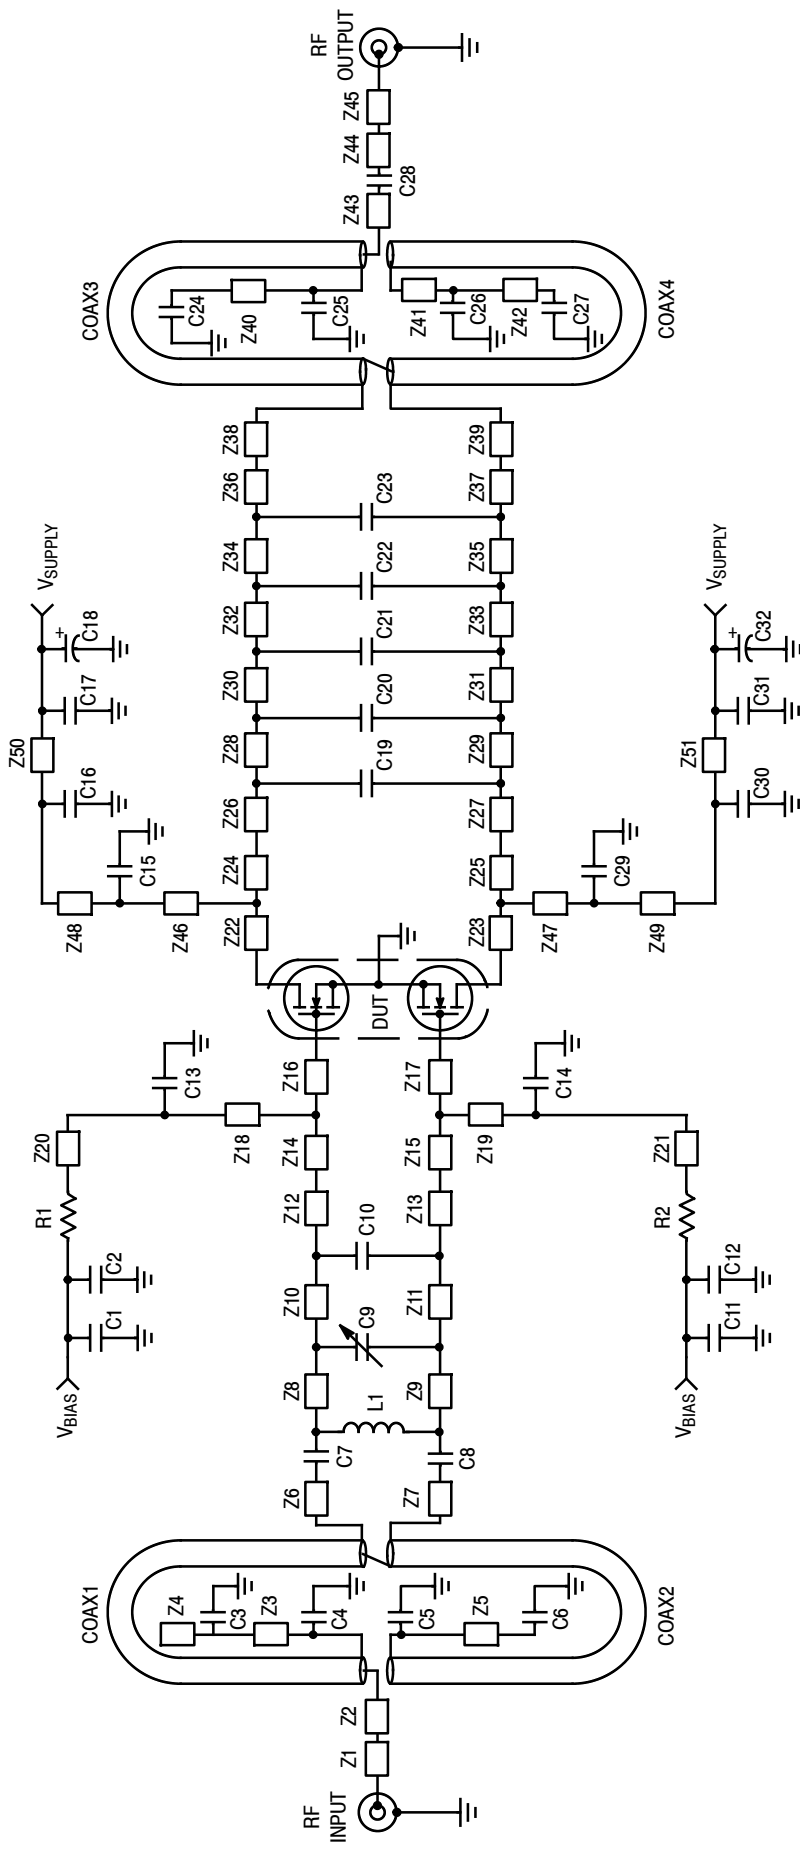 RF
OUTPUT
Z45
Z44
C28
Z43
COAX3
C24
Z40
C25
Z41
C26
Z42
C27
COAX4
Z38
Z39
Z36
C23
Z37
VSUPPLY
Z34
C22
Z35
VSUPPLY
+
C18
Z32
C21
Z33
+
C32
C17
Z30
C20
Z31
C31
Z50
Z28
C19
Z29
Z51
C16
Z26
Z27
C30
C15
Z24
Z25
C29
Z48
Z46
Z22
Z23
Z47
Z49
DUT
Z16
Z17
C13
C14
Z20
Z18
Z14
Z15
Z19
Z21
R1
Z12
C10
Z13
R2
C2
Z10
Z11
C12
C1
C9
C11
VBIAS
Z8
L1
Z9
VBIAS
C7
C8
Z6
Z7
COAX1
Z4
C3
Z3
C4
C5
Z5
C6
COAX2
Z2
Z1
RF
INPUT